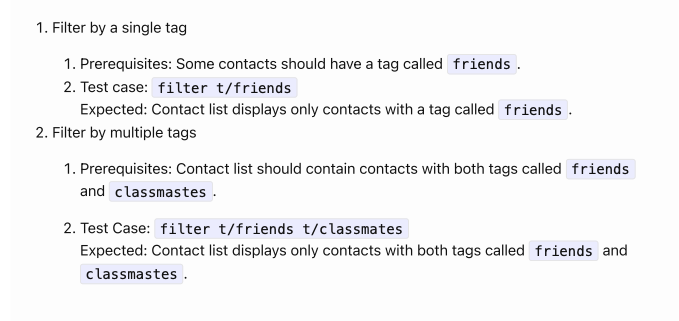 1. Filter by a single tag
1. Prerequisites: Some contacts should have a tag called friends.
2. Test case: filter t/friends
Expected: Contact list displays only contacts with a tag called friends.
2. Filter by multiple tags
1. Prerequisites: Contact list should contain contacts with both tags called friends
and classmastes.
2. Test Case: filter t/friends t/classmates
Expected: Contact list displays only contacts with both tags called friends and
classmastes.